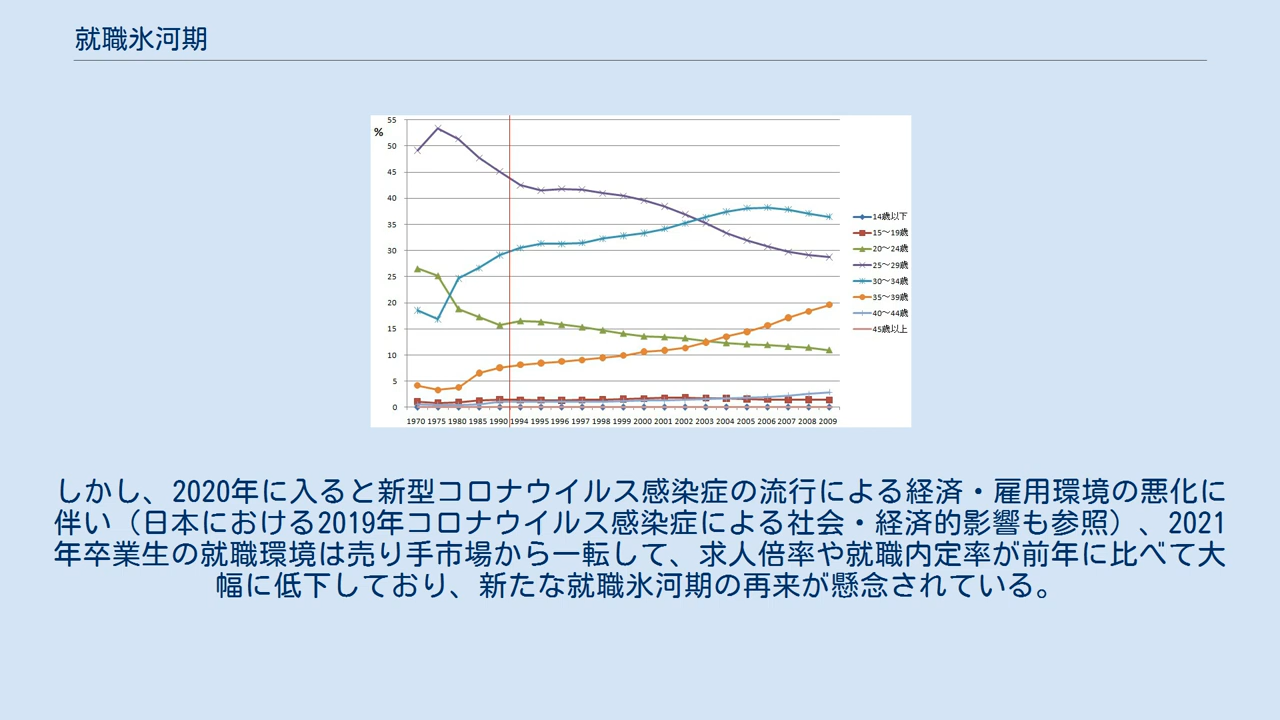 就職氷河期
%
55
50
45
40
35
30
25
20
15
10
5
0
1970 1975 1980 1985 1990 1994 1995 1996 1997 1998 1999 2000 2001 2002 2003 2004 2005 2006 2007 2008 2009
14歳以下
15～19歳
20～24歳
25～29歳
30～34歳
35～39歳
40～44歳
45歳以上
しかし、2020年に入ると新型コロナウイルス感染症の流行による経済・雇用環境の悪化に
伴い（日本における2019年コロナウイルス感染症による社会・経済的影響も参照）、2021
年卒業生の就職環境は売り手市場から一転して、求人倍率や就職内定率が前年に比べて大
幅に低下しており、新たな就職氷河期の再来が懸念されている。